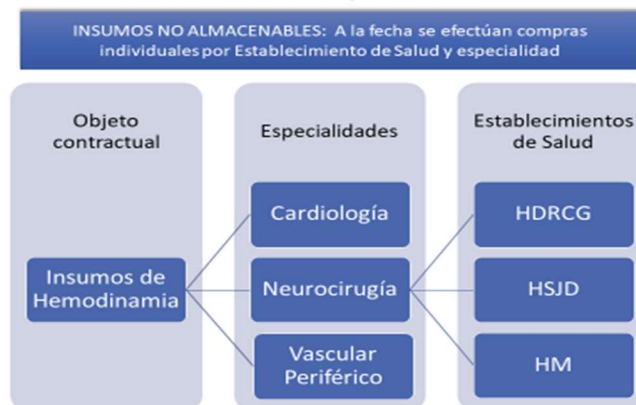 INSUMOS NO ALMACENABLES: A la fecha se efectúan compras
individuales por Establecimiento de Salud y especialidad
Objeto
contractual
Insumos de
Hemodinamia
Especialidades
Cardiología
Neurocirugía
Vascular
Periférico
Establecimientos
de Salud
HDRCG
HSJD
HM